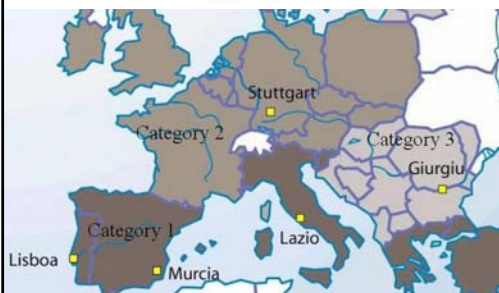 Stuttgart
Category 2
Category 3
Giurgiu
Category 1
Lazio
Lisboa
Murcia